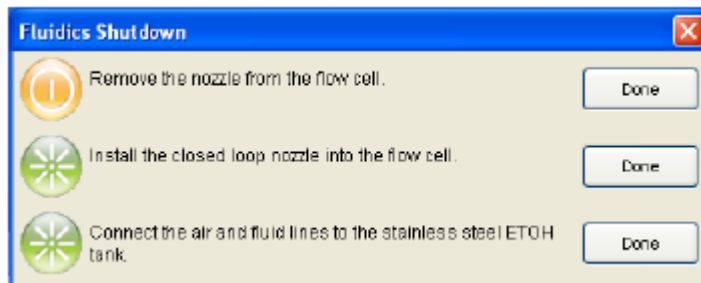 Fluidics Shutdown
Remove the nozzle from the flow cell.
Done
Install the closed loop nozzle into the flow cell.
Done
Connect the air and fluid lines to the stainless steel ETOH
tank.
Done